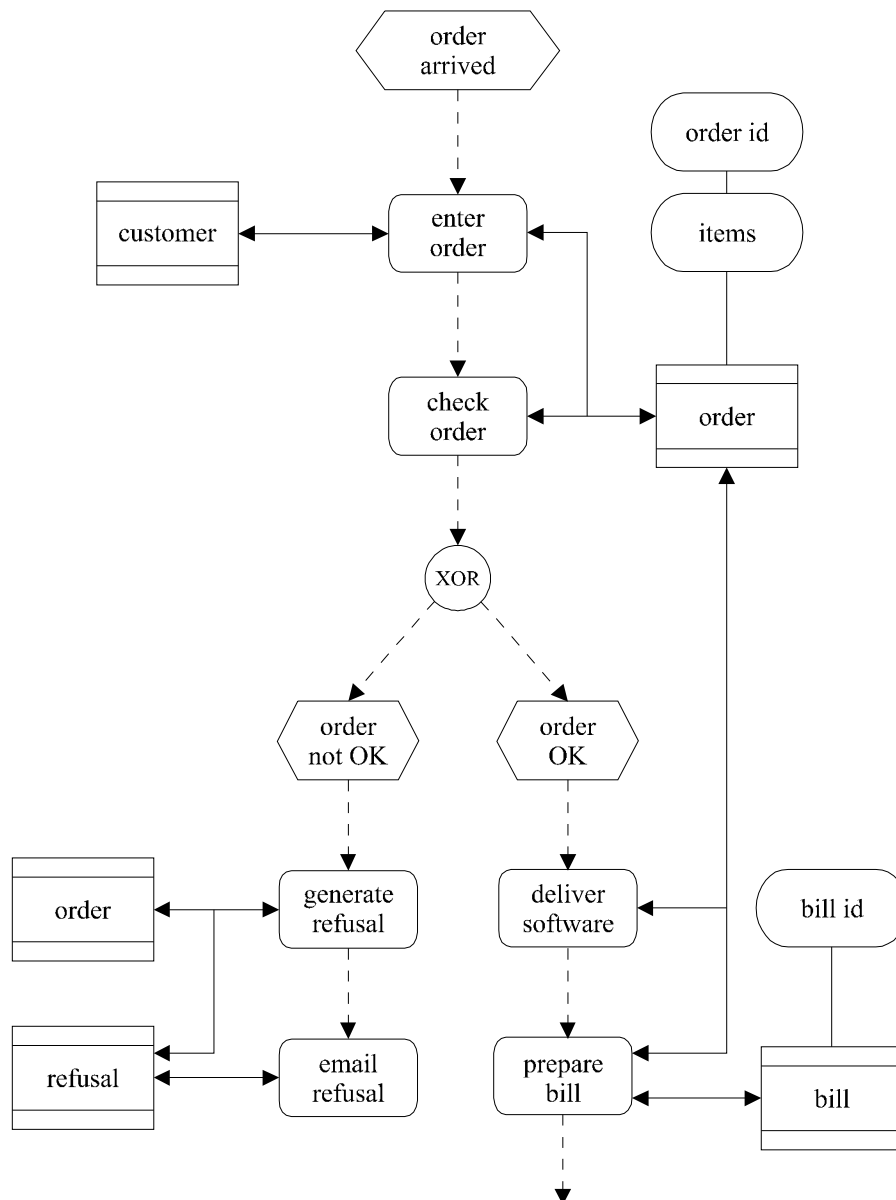 order
arrived
order id
customer
enter
order
items
check
order
order
XOR
order
not OK
order
OK
order
generate
refusal
deliver
software
bill id
refusal
email
refusal
prepare
bill
bill